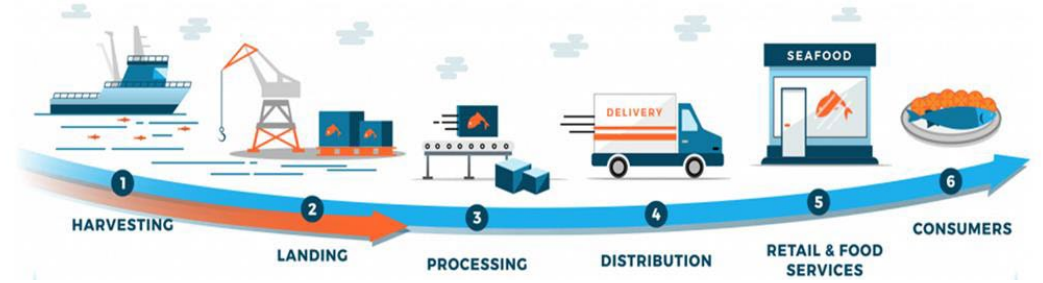 SEAFOOD
DELIVERY
1
HARVESTING
2
LANDING
3
PROCESSING
4
DISTRIBUTION
5
RETAIL & FOOD
SERVICES
6
CONSUMERS